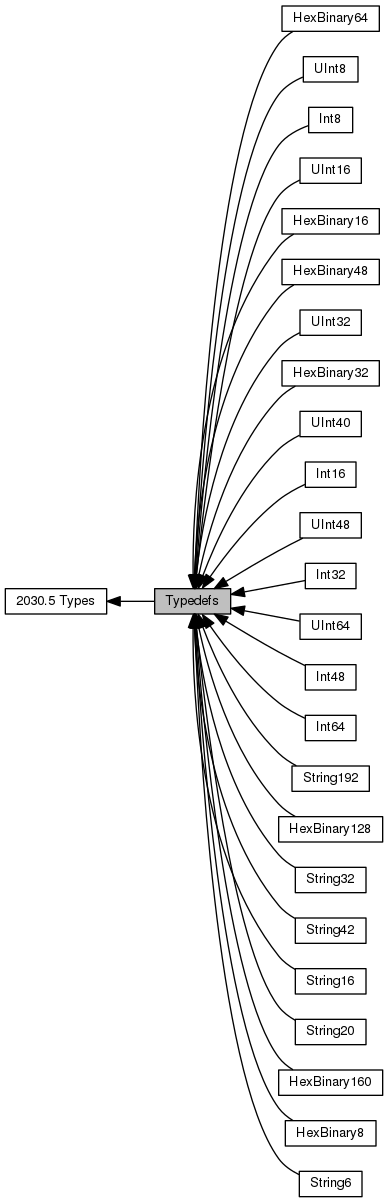 HexBinary64
UInt8
Int8
UInt16
HexBinary16
HexBinary48
UInt32
HexBinary32
UInt40
Int16
UInt48
Int32
2030.5 Types
Typedefs
UInt64
Int48
Int64
String192
HexBinary128
String32
String42
String16
String20
HexBinary160
HexBinary8
String6